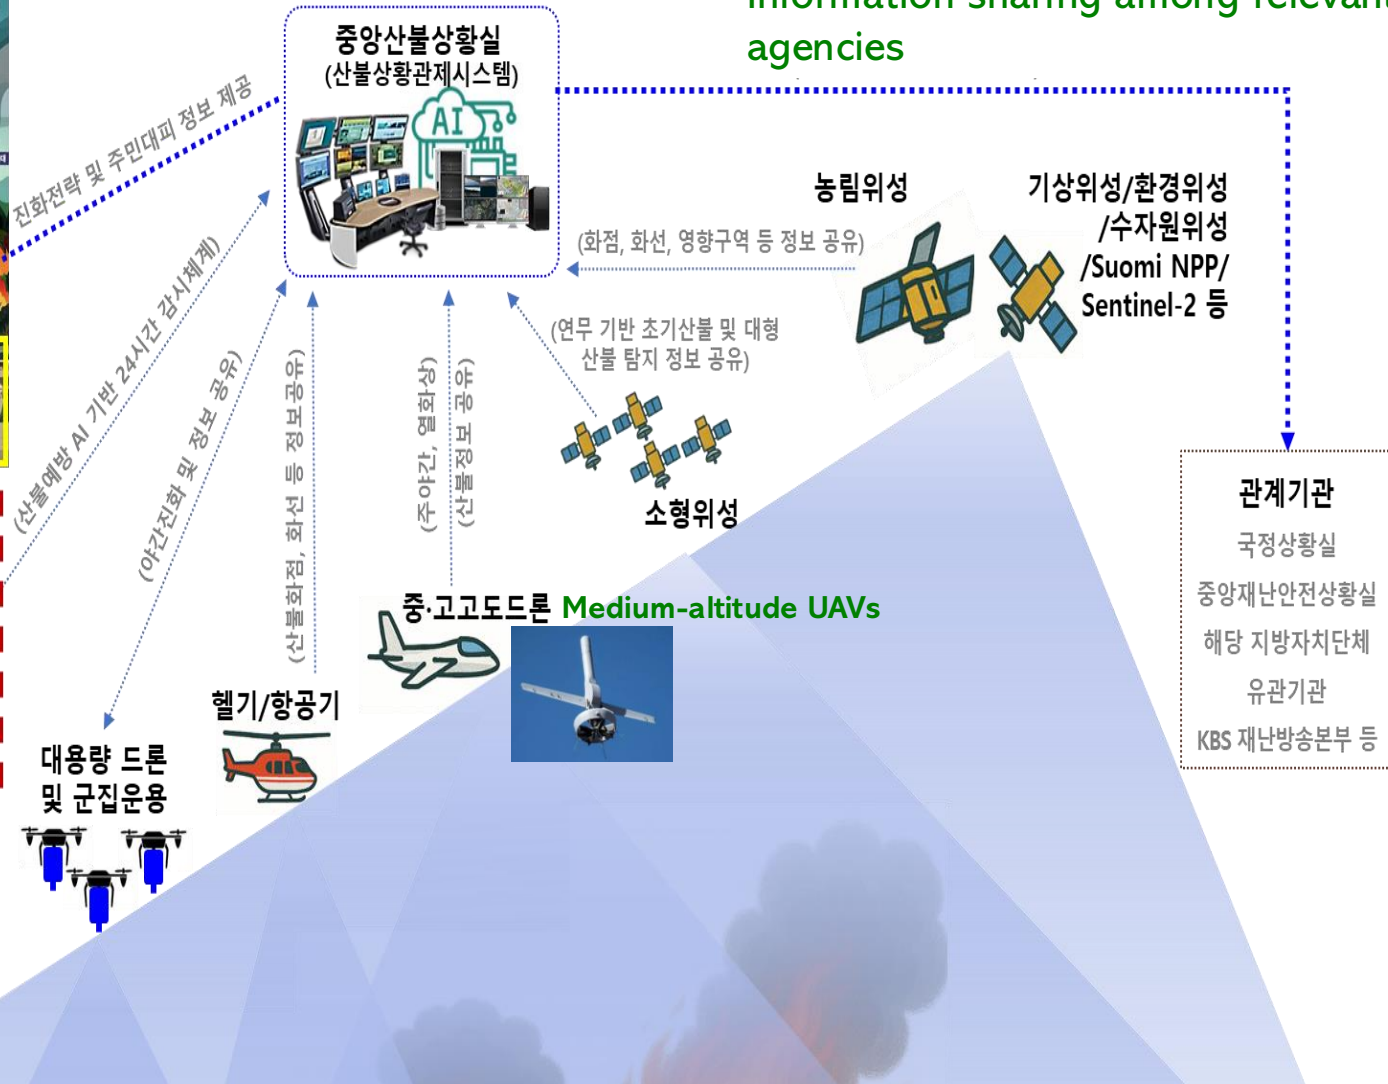 information sharing among relevant
agencies
중앙산불상황실
(산불상황관제시스템)
AI
진화전략 및 주민대피 정보 제공
(산불예방 AI 기반 24시간 감시체계)
(야간진화 및 정보 공유)
(산불화점, 화선 등 정보공유)
(주야간, 열화상)
(산불정보 공유)
(화점, 화선, 영향구역 등 정보 공유)
(연무 기반 초기산불 및 대형
산불 탐지 정보 공유)
농림위성
기상위성/환경위성
/수자원위성
/Suomi NPP/
Sentinel-2 등
소형위성
중·고고도드론 Medium-altitude UAVs
헬기/항공기
대용량 드론
및 군집운용
관계기관
국정상황실
중앙재난안전상황실
해당 지방자치단체
유관기관
KBS 재난방송본부 등